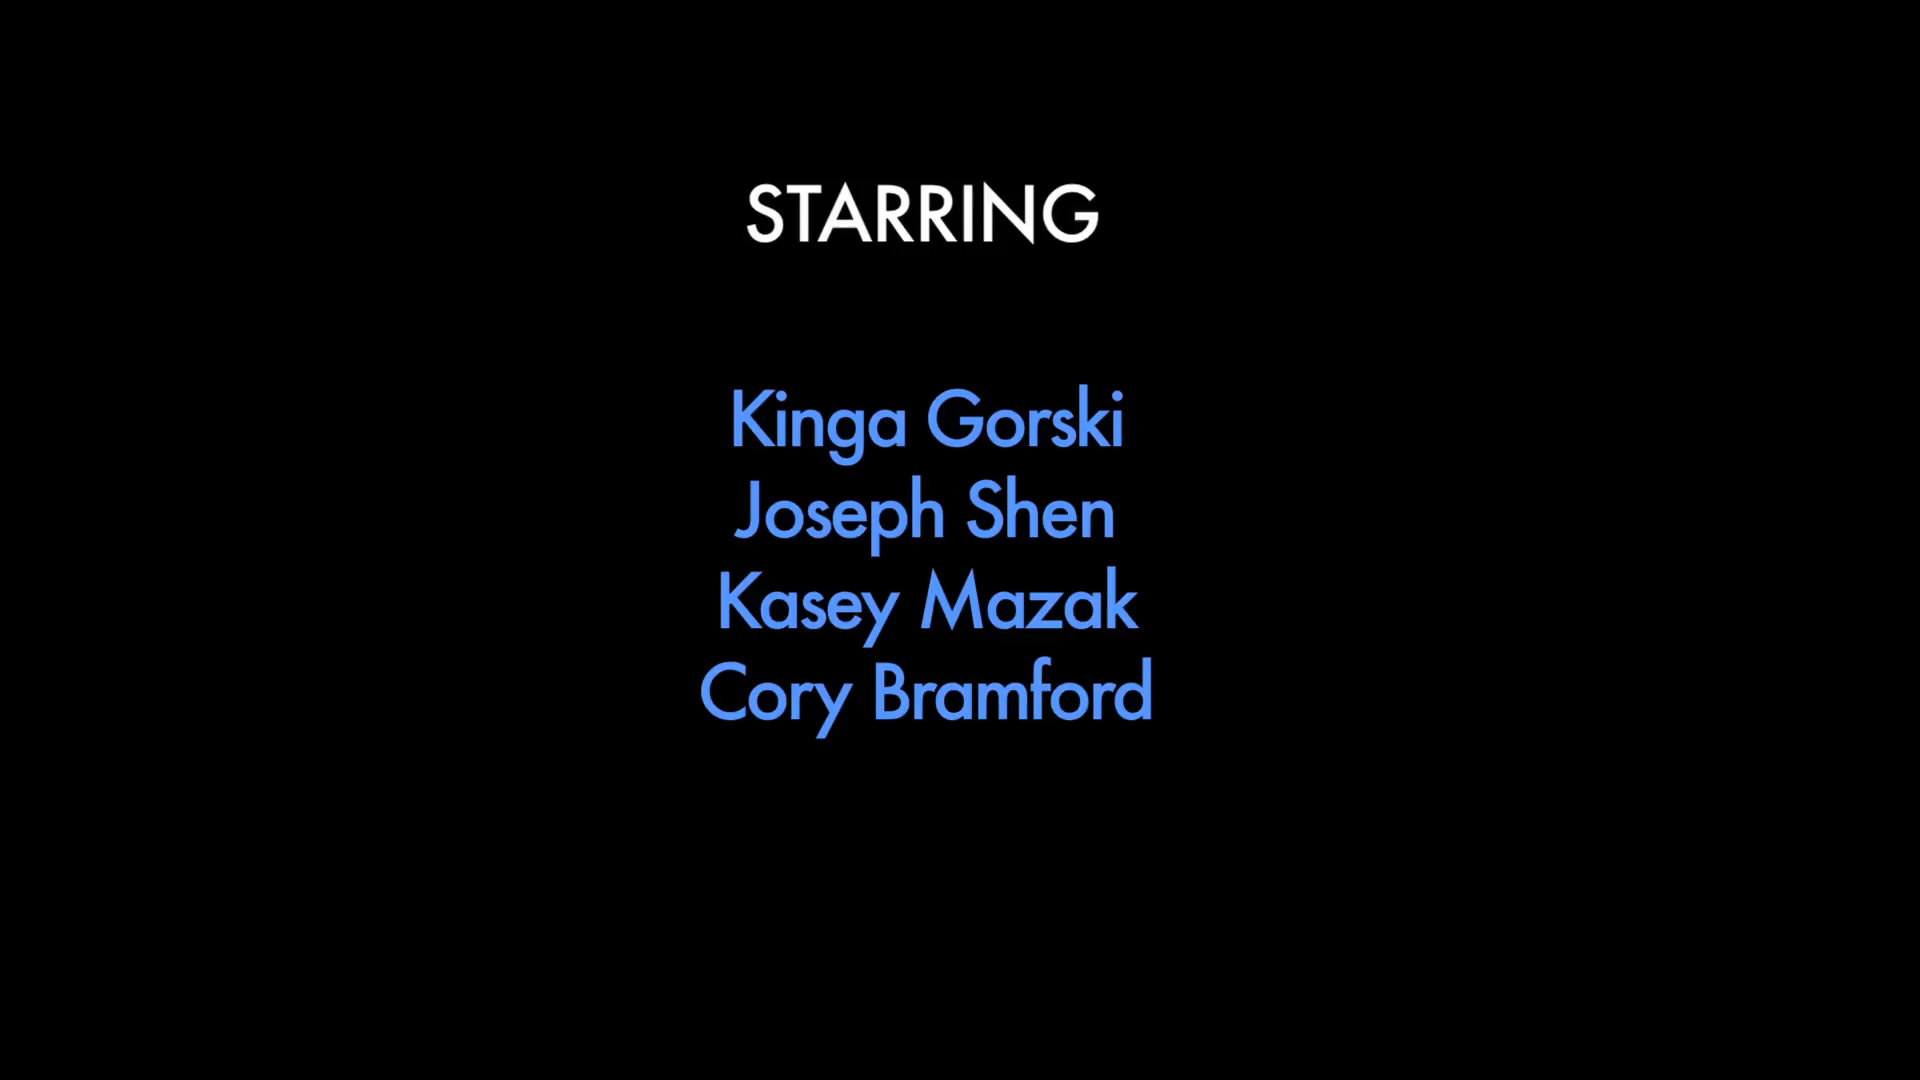 STARRING
Kinga Gorski
Joseph Shen
Kasey Mazak
Cory Bramford